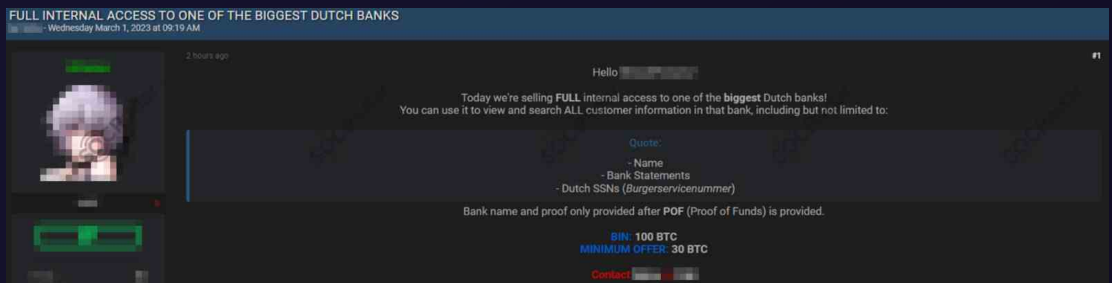 FULL INTERNAL ACCESS TO ONE OF THE BIGGEST DUTCH BANKS
- Wednesday March 1, 2023 at 09:19 AM
2 hours ago
#1
Hello
Today we're selling FULL internal access to one of the biggest Dutch banks!
You can use it to view and search ALL customer information in that bank, including but not limited to:
Quote:
- Name
- Bank Statements
- Dutch SSNs (Burgerservicenummer)
Bank name and proof only provided after POF (Proof of Funds) is provided.
BIN: 100 BTC
MINIMUM OFFER: 30 BTC
Contact